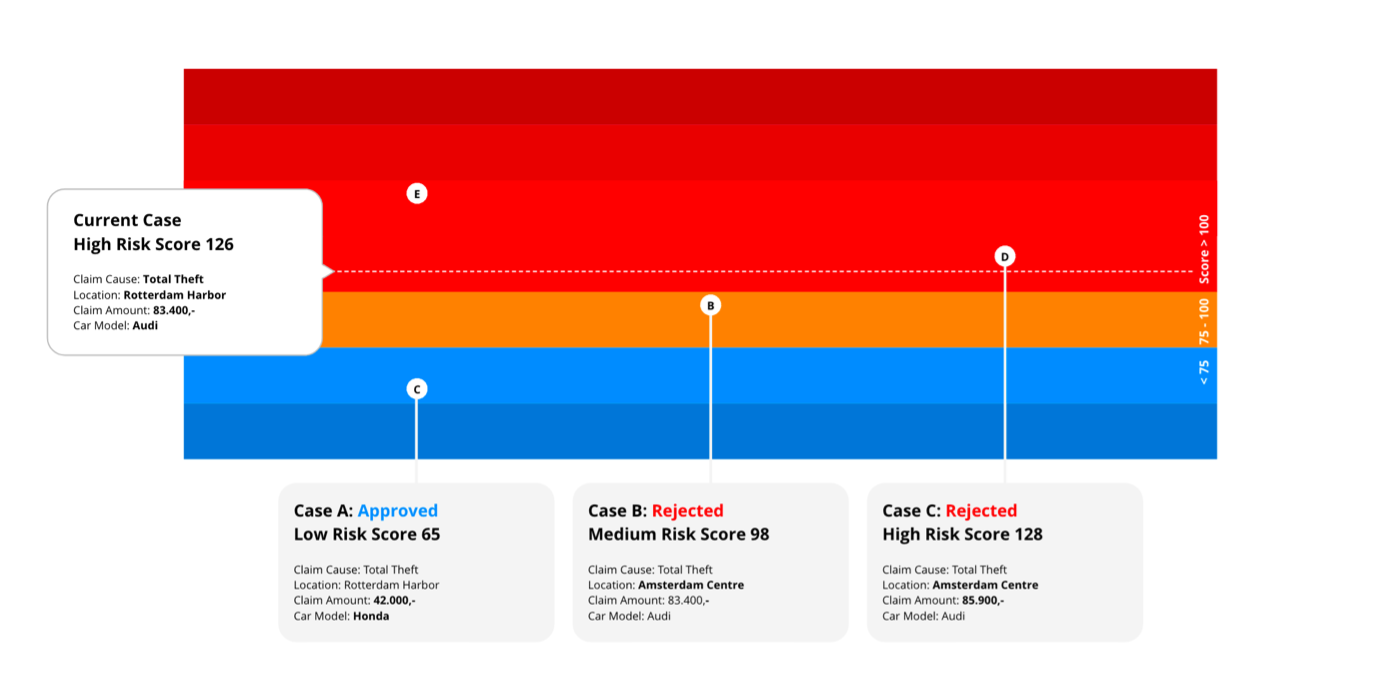 E
Current Case
High Risk Score 126
Claim Cause: Total Theft
Location: Rotterdam Harbor
Claim Amount: 83.400,-
Car Model: Audi
D
Score > 100
B
75 - 100
C
< 75
Case A: Approved
Low Risk Score 65
Claim Cause: Total Theft
Location: Rotterdam Harbor
Claim Amount: 42.000,-
Car Model: Honda
Case B: Rejected
Medium Risk Score 98
Claim Cause: Total Theft
Location: Amsterdam Centre
Claim Amount: 83.400,-
Car Model: Audi
Case C: Rejected
High Risk Score 128
Claim Cause: Total Theft
Location: Amsterdam Centre
Claim Amount: 85.900,-
Car Model: Audi